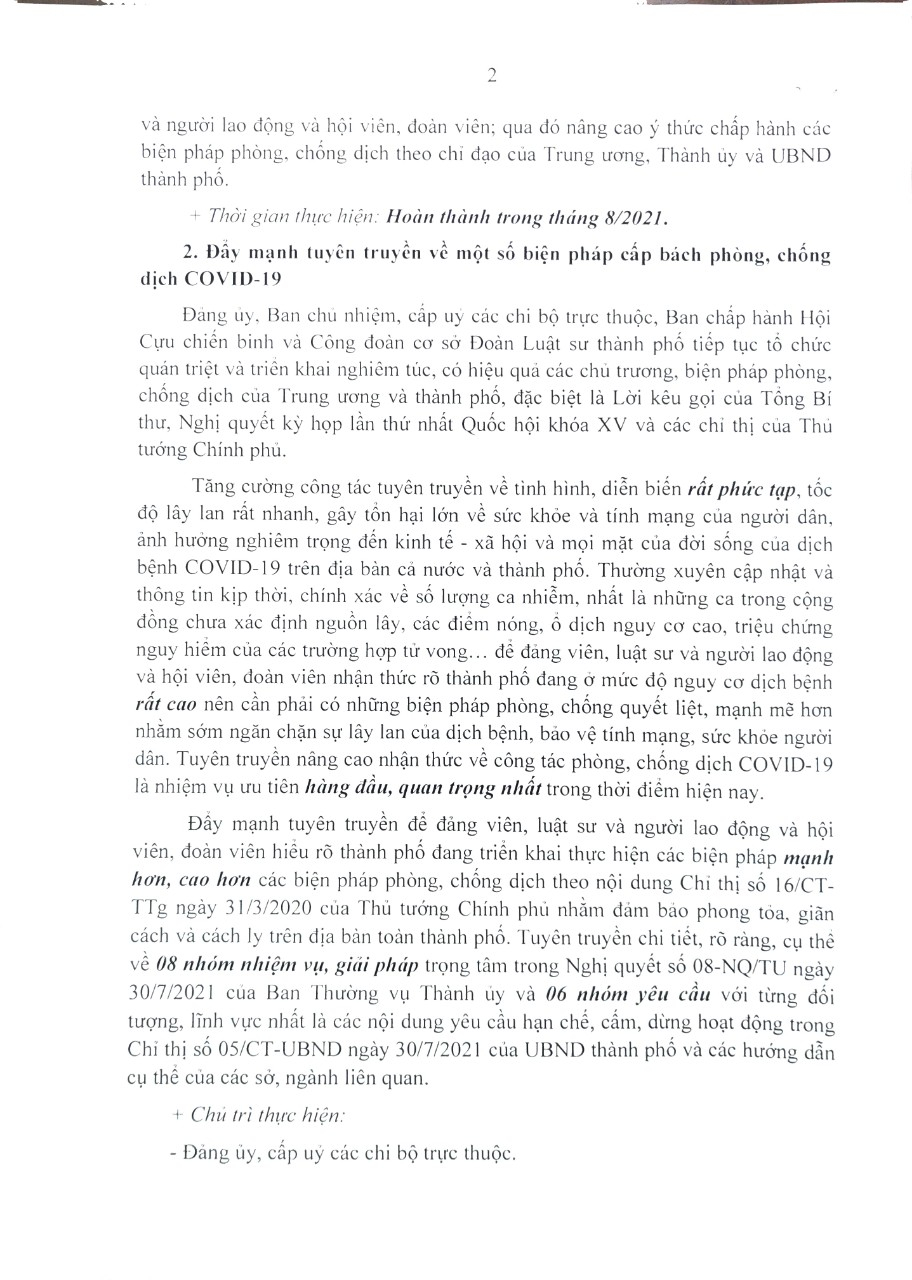 2
và người lao động và hội viên, đoàn viên; qua đó nâng cao ý thức chấp hành các
biện pháp phòng, chống dịch theo chỉ đạo của Trung ương, Thành ủy và UBND
thành phố.
+ Thời gian thực hiện: Hoàn thành trong tháng 8/2021.
2. Đẩy mạnh tuyên truyền về một số biện pháp cấp bách phòng, chống
dịch COVID-19
Đảng ủy, Ban chủ nhiệm, cấp uỷ các chi bộ trực thuộc, Ban chấp hành Hội
Cựu chiến binh và Công đoàn cơ sở Đoàn Luật sư thành phố tiếp tục tổ chức
quán triệt và triển khai nghiêm túc, có hiệu quả các chủ trương, biện pháp phòng,
chống dịch của Trung ương và thành phố, đặc biệt là Lời kêu gọi của Tổng Bí
thư, Nghị quyết kỳ họp lần thứ nhất Quốc hội khóa XV và các chỉ thị của Thủ
tướng Chính phủ.
Tăng cường công tác tuyên truyền về tình hình, diễn biến rất phức tạp, tốc
độ lây lan rất nhanh, gây tổn hại lớn về sức khỏe và tính mạng của người dân,
ảnh hưởng nghiêm trọng đến kinh tế - xã hội và mọi mặt của đời sống của dịch
bệnh COVID-19 trên địa bàn cả nước và thành phố. Thường xuyên cập nhật và
thông tin kịp thời, chính xác về số lượng ca nhiễm, nhất là những ca trong cộng
đồng chưa xác định nguồn lây, các điểm nóng, ổ dịch nguy cơ cao, triệu chứng
nguy hiểm của các trường hợp tử vong... để đảng viên, luật sư và người lao động
và hội viên, đoàn viên nhận thức rõ thành phố đang ở mức độ nguy cơ dịch bệnh
rất cao nên cần phải có những biện pháp phòng, chống quyết liệt, mạnh mẽ hơn
nhằm sớm ngăn chặn sự lây lan của dịch bệnh, bảo vệ tính mạng, sức khỏe người
dân. Tuyên truyền nâng cao nhận thức về công tác phòng, chống dịch COVID-19
là nhiệm vụ ưu tiên hàng đầu, quan trọng nhất trong thời điểm hiện nay.
Đẩy mạnh tuyên truyền để đảng viên, luật sư và người lao động và hội
viên, đoàn viên hiểu rõ thành phố đang triển khai thực hiện các biện pháp mạnh
hơn, cao hơn các biện pháp phòng, chống dịch theo nội dung Chỉ thị số 16/CT-
TTg ngày 31/3/2020 của Thủ tướng Chính phủ nhằm đảm bảo phong tỏa, giãn
cách và cách ly trên địa bàn toàn thành phố. Tuyên truyền chi tiết, rõ ràng, cụ thể
về 08 nhóm nhiệm vụ, giải pháp trọng tâm trong Nghị quyết số 08-NQ/TU ngày
30/7/2021 của Ban Thường vụ Thành ủy và 06 nhóm yêu cầu với từng đối
tượng, lĩnh vực nhất là các nội dung yêu cầu hạn chế, cấm, dừng hoạt động trong
Chỉ thị số 05/CT-UBND ngày 30/7/2021 của UBND thành phố và các hướng dẫn
cụ thể của các sở, ngành liên quan.
+ Chủ trì thực hiện:
- Đảng ủy, cấp uỷ các chi bộ trực thuộc.